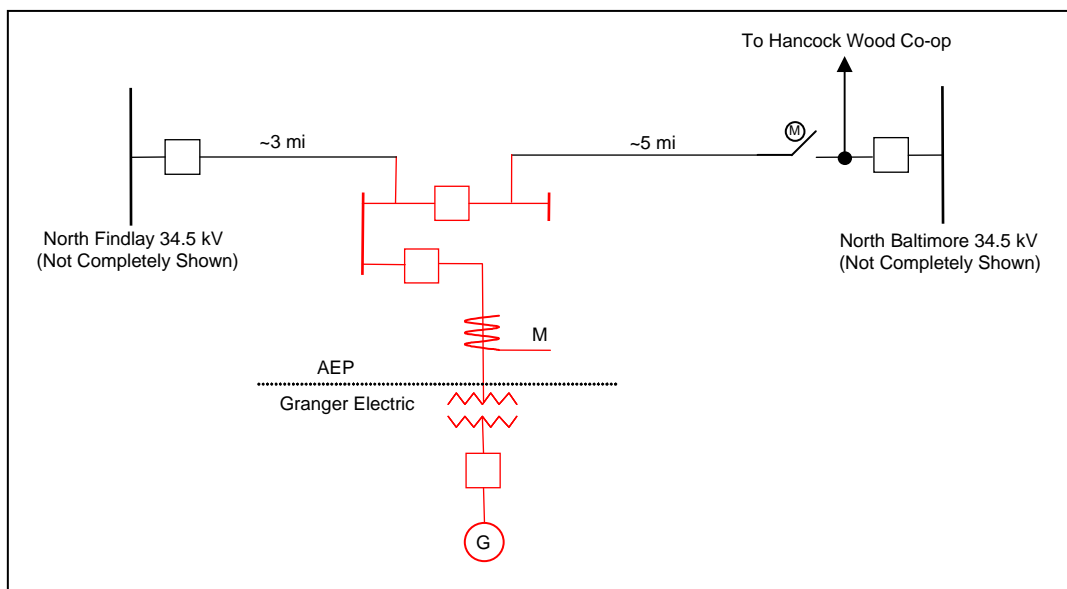 To Hancock Wood Co-op
M
~3 mi
~5 mi
North Findlay 34.5 kV
(Not Completely Shown)
North Baltimore 34.5 kV
(Not Completely Shown)
M
AEP
Granger Electric
G